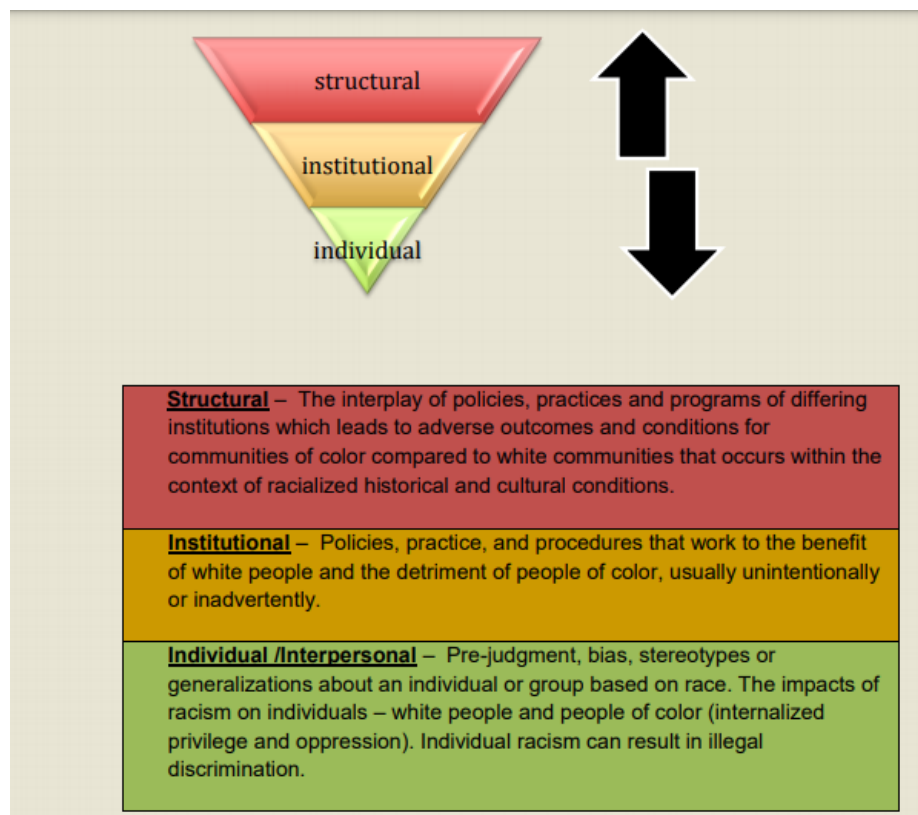 structural
institutional
individual
Structural – The interplay of policies, practices and programs of differing
institutions which leads to adverse outcomes and conditions for
communities of color compared to white communities that occurs within the
context of racialized historical and cultural conditions.
Institutional – Policies, practice, and procedures that work to the benefit
of white people and the detriment of people of color, usually unintentionally
or inadvertently.
Individual /Interpersonal – Pre-judgment, bias, stereotypes or
generalizations about an individual or group based on race. The impacts of
racism on individuals – white people and people of color (internalized
privilege and oppression). Individual racism can result in illegal
discrimination.